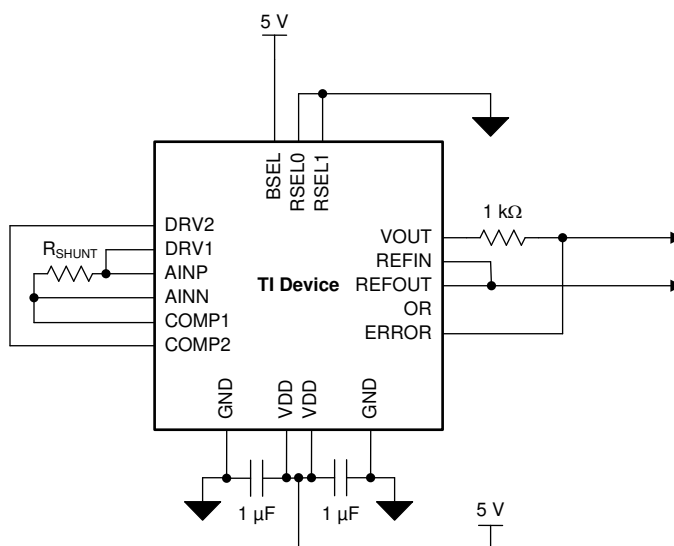 5 V
BSEL
RSEL0
RSEL1
DRV2
DRV1
AINP
AINN
COMP1
COMP2
RSHUNT
TI Device
VOUT
REFIN
REFOUT
OR
ERROR
1 kΩ
GND
VDD
VDD
GND
1 µF
1 µF
5 V